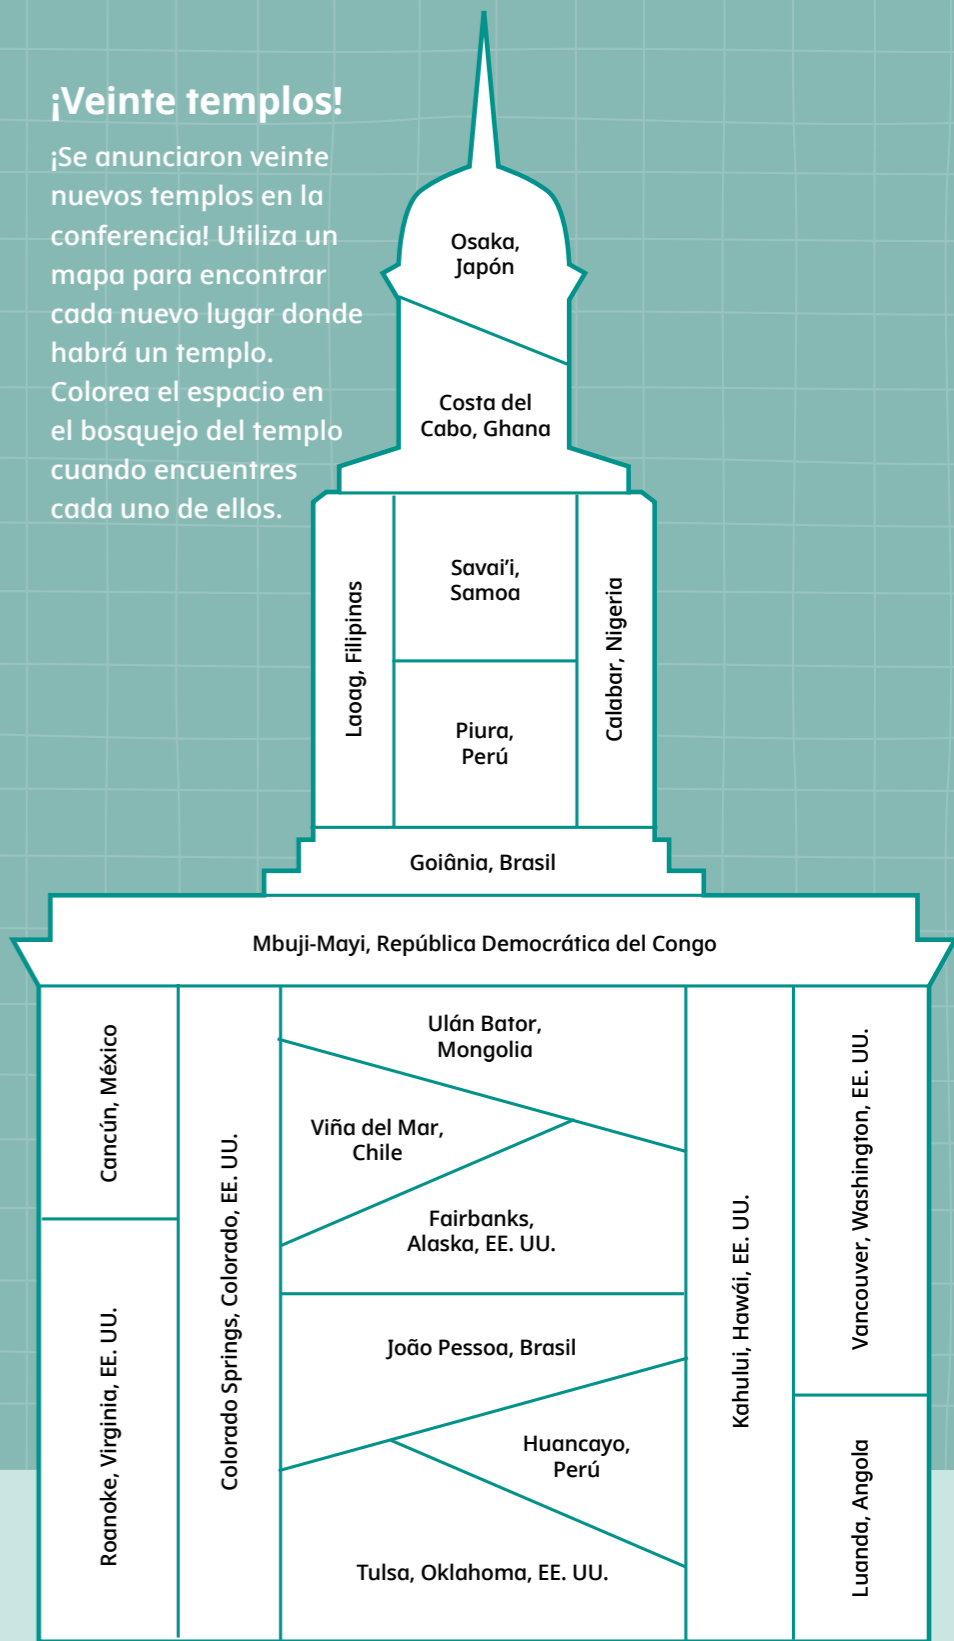 ¡Veinte templos!
¡Se anunciaron veinte
nuevos templos en la
conferencia! Utiliza un
mapa para encontrar
cada nuevo lugar donde
habrá un templo.
Colorea el espacio en
el bosquejo del templo
cuando encuentres
cada uno de ellos.
Osaka,
Japón
Costa del
Cabo, Ghana
Laoag, Filipinas
Savai’i,
Samoa
Piura,
Perú
Calabar, Nigeria
Goiânia, Brasil
Mbuji-Mayi, República Democrática del Congo
Cancún, México
Roanoke, Virginia, EE. UU.
Colorado Springs, Colorado, EE. UU.
Ulán Bator,
Mongolia
Viña del Mar,
Chile
Fairbanks,
Alaska, EE. UU.
João Pessoa, Brasil
Huancayo,
Perú
Tulsa, Oklahoma, EE. UU.
Kahului, Hawái, EE. UU.
Vancouver, Washington, EE. UU.
Luanda, Angola